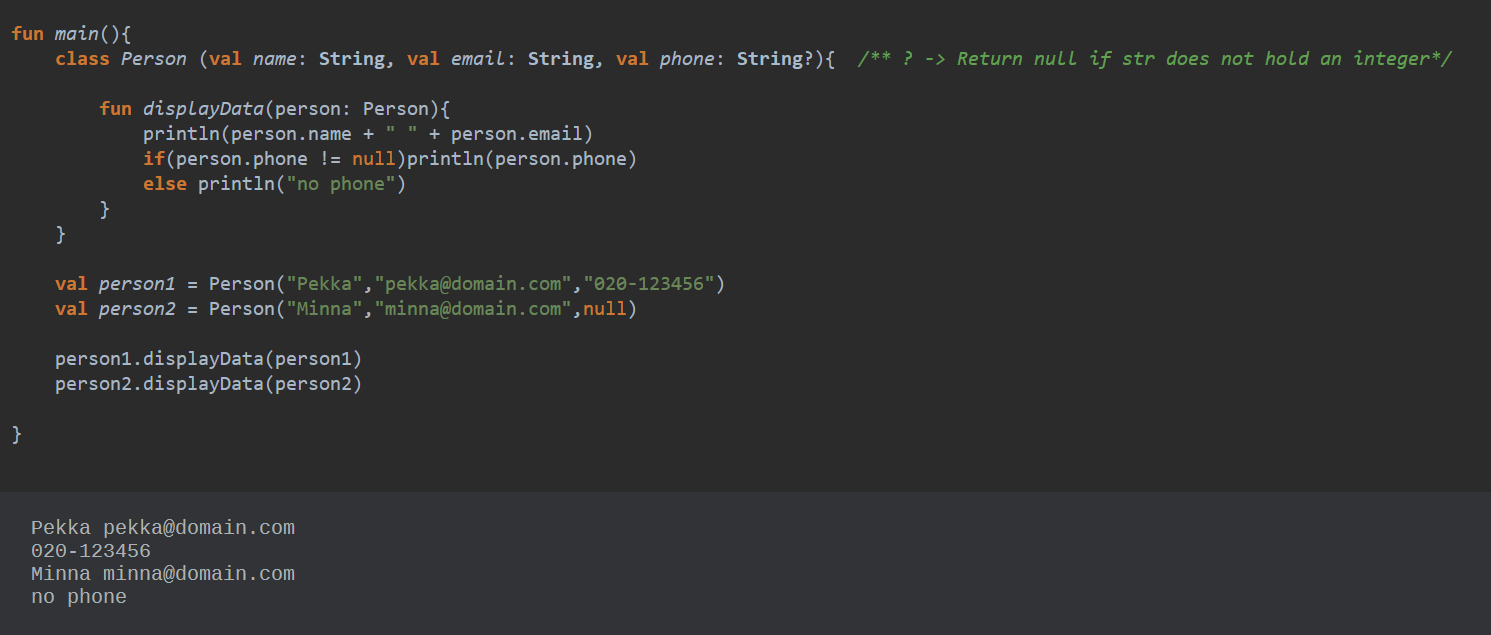 fun main(){
    class Person (val name: String, val email: String, val phone: String?){  /** ? -> Return null if str does not hold an integer*/
        fun displayData(person: Person){
            println(person.name + " " + person.email)
            if(person.phone != null)println(person.phone)
            else println("no phone")
        }
    }
    val person1 = Person("Pekka","pekka@domain.com","020-123456")
    val person2 = Person("Minna","minna@domain.com",null)
    person1.displayData(person1)
    person2.displayData(person2)
}
Pekka pekka@domain.com
020-123456
Minna minna@domain.com
no phone